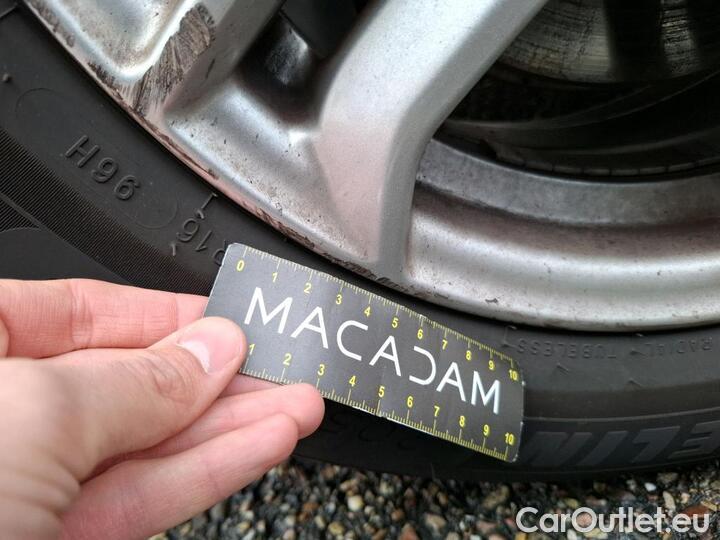 96H
R16
0 1 2 3 4 5 6 7 8 9 10
MACADAM
1 2 3 4 5 6 7 8 9 10
RADIAL TUBELESS
CarOutlet.eu